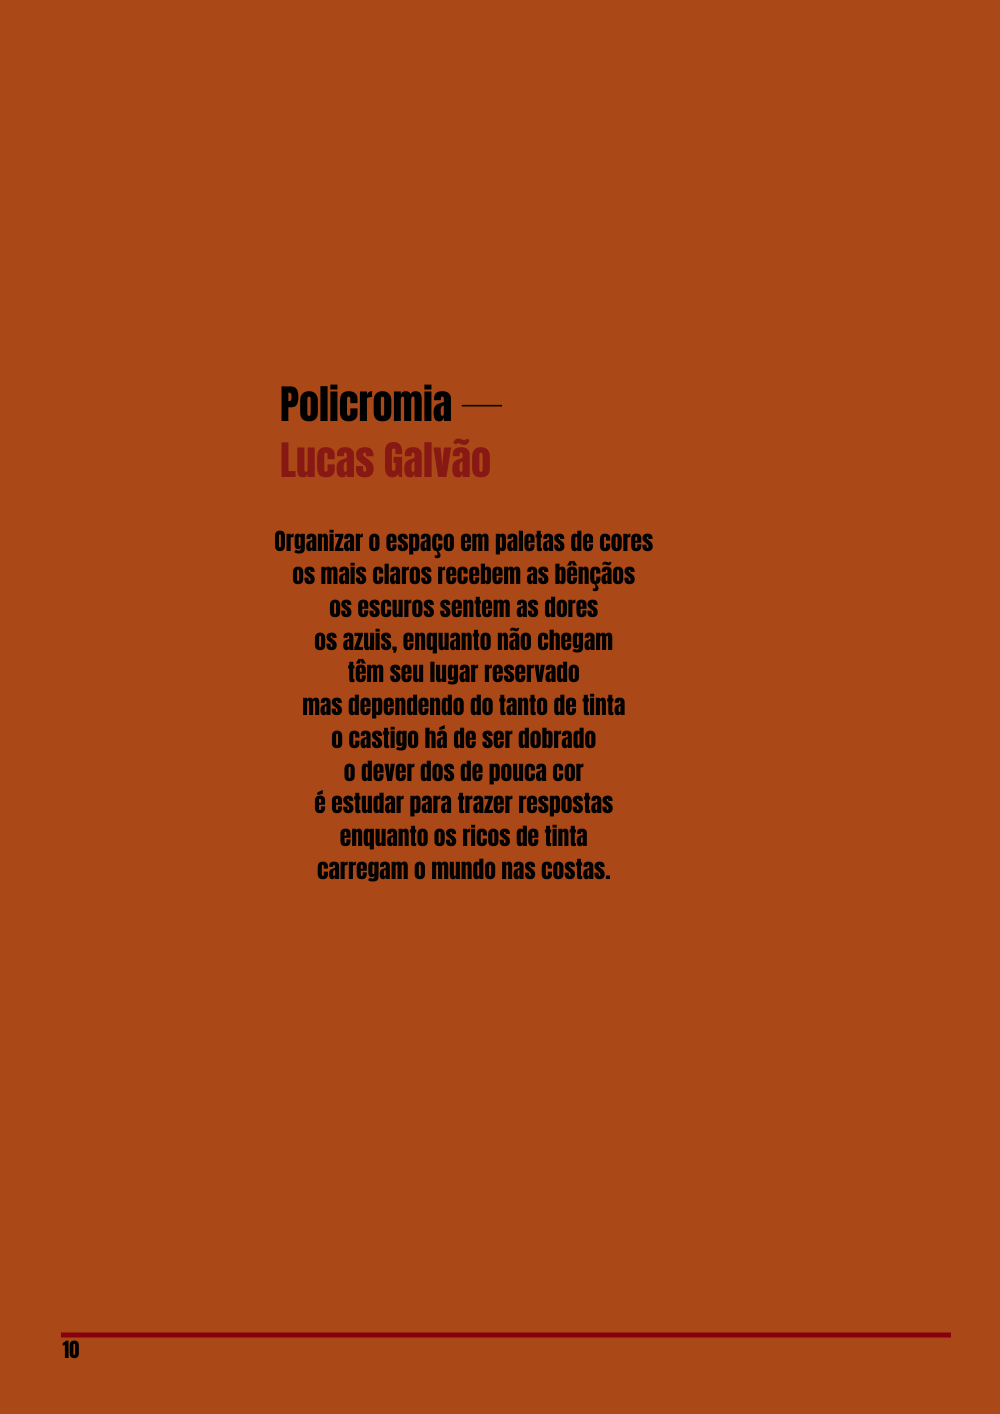 Policromia —
Lucas Galvão
Organizar o espaço em paletas de cores
os mais claros recebem as bênçãos
os escuros sentem as dores
os azuis, enquanto não chegam
têm seu lugar reservado
mas dependendo do tanto de tinta
o castigo há de ser dobrado
o dever dos de pouca cor
é estudar para trazer respostas
enquanto os ricos de tinta
carregam o mundo nas costas.
10